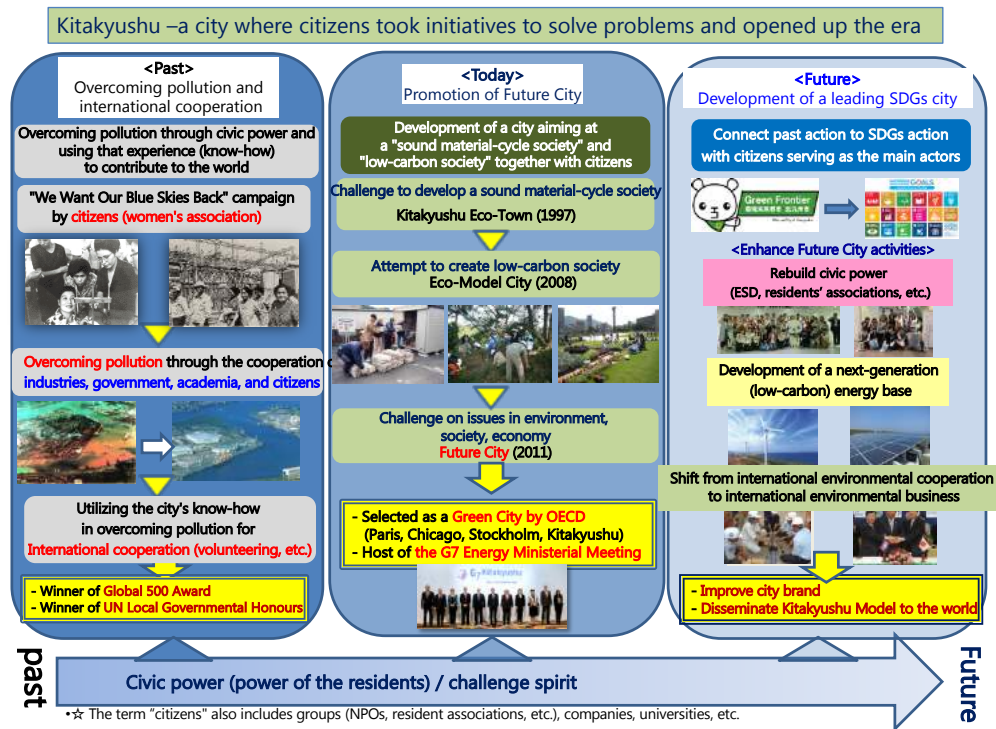 Kitakyushu –a city where citizens took initiatives to solve problems and opened up the era
<Past>
Overcoming pollution and
international cooperation
Overcoming pollution through civic power and
using that experience (know-how)
to contribute to the world
"We Want Our Blue Skies Back" campaign
by citizens (women's association)
Overcoming pollution through the cooperation
industries, government, academia, and citizens
Utilizing the city's know-how
in overcoming pollution for
International cooperation (volunteering, etc.)
- Winner of Global 500 Award
- Winner of UN Local Governmental Honours
<Today>
Promotion of Future City
Development of a city aiming at
a "sound material-cycle society" and
"low-carbon society" together with citizens
Challenge to develop a sound material-cycle society
Kitakyushu Eco-Town (1997)
Attempt to create low-carbon society
Eco-Model City (2008)
Challenge on issues in environment,
society, economy
Future City (2011)
- Selected as a Green City by OECD
(Paris, Chicago, Stockholm, Kitakyushu)
- Host of the G7 Energy Ministerial Meeting
G7 Kitakyushu
<Future>
Development of a leading SDGs city
Connect past action to SDGs action
with citizens serving as the main actors
Green Frontier
GOALS
<Enhance Future City activities>
Rebuild civic power
(ESD, residents' associations, etc.)
Development of a next-generation
(low-carbon) energy base
Shift from international environmental cooperation
to international environmental business
- Improve city brand
- Disseminate Kitakyushu Model to the world
past
Civic power (power of the residents) / challenge spirit
Future
•☆ The term "citizens" also includes groups (NPOs, resident associations, etc.), companies, universities, etc.